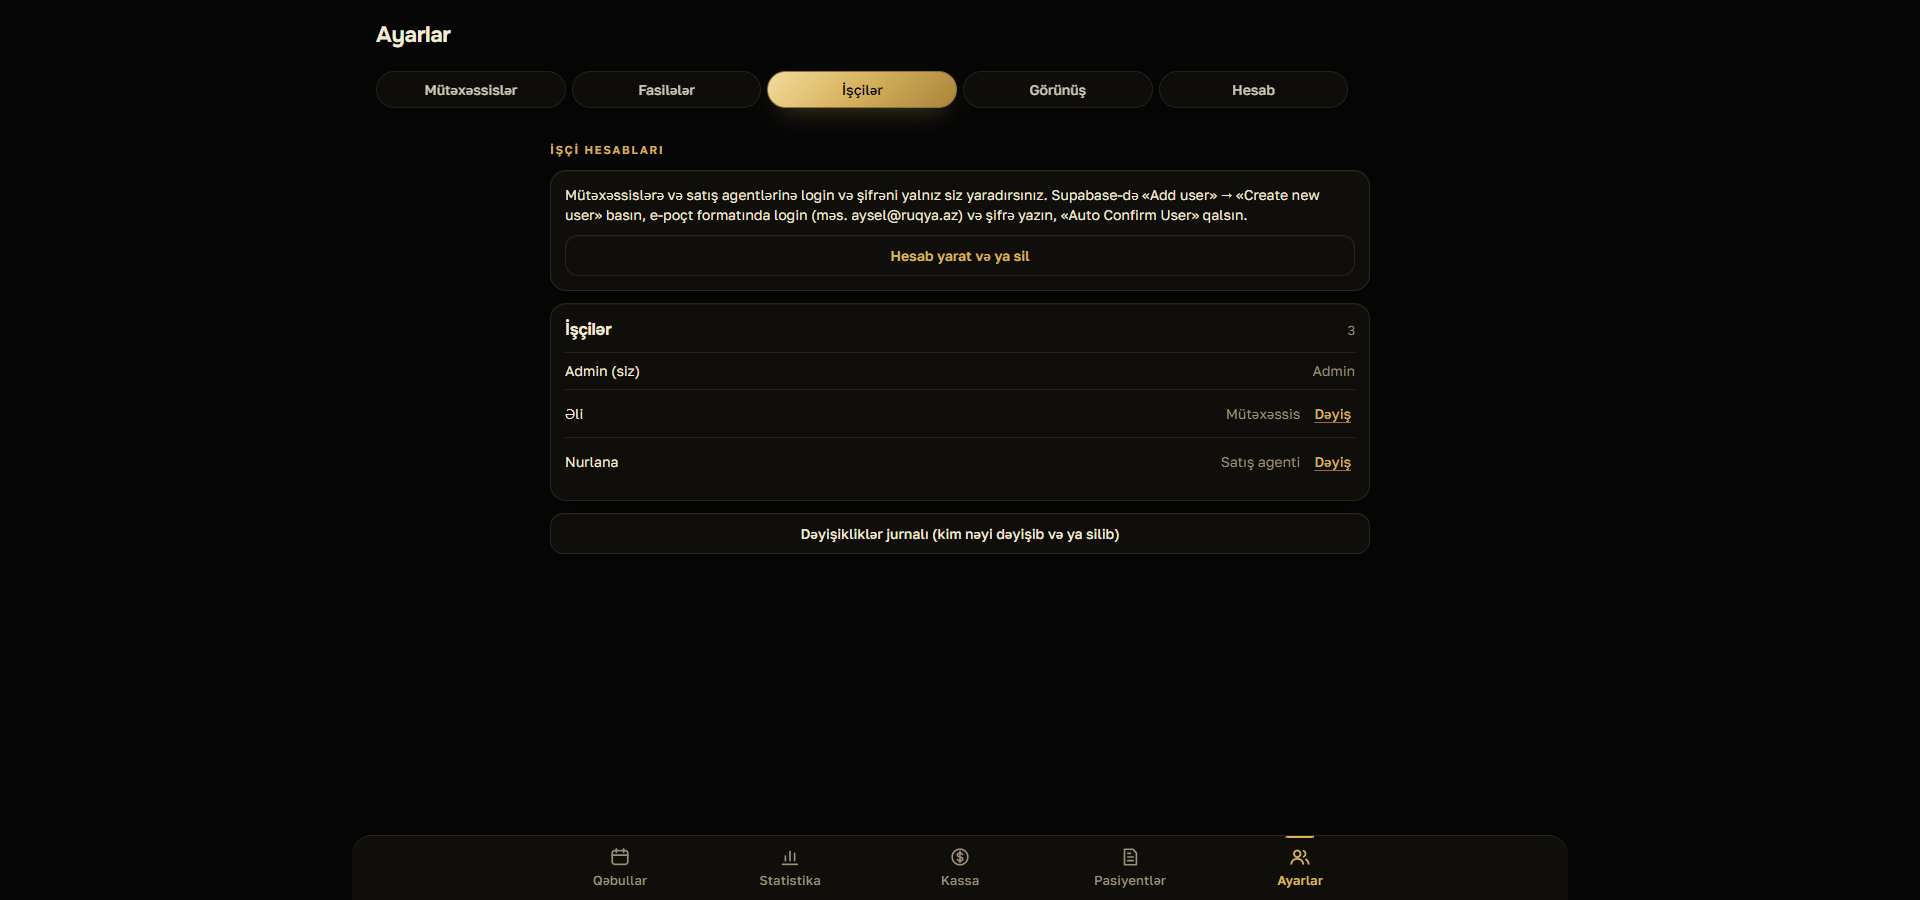 Ayarlar
Mütəxəssislər
Fasilələr
İşçilər
Görünüş
Hesab
İŞÇİ HESABLARI
Mütəxəssislərə və satış agentlərinə login və şifrəni yalnız siz yaradırsınız. Supabase-də «Add user» → «Create new
user» basın, e-poçt formatında login (məs. aysel@ruqya.az) və şifrə yazın, «Auto Confirm User» qalsın.
Hesab yarat və ya sil
İşçilər 3
Admin (siz) Admin
Əli Mütəxəssis Dəyiş
Nurlana Satış agenti Dəyiş
Dəyişikliklər jurnalı (kim nəyi dəyişib və ya silib)
Qəbullar
Statistika
Kassa
Pasiyentlər
Ayarlar